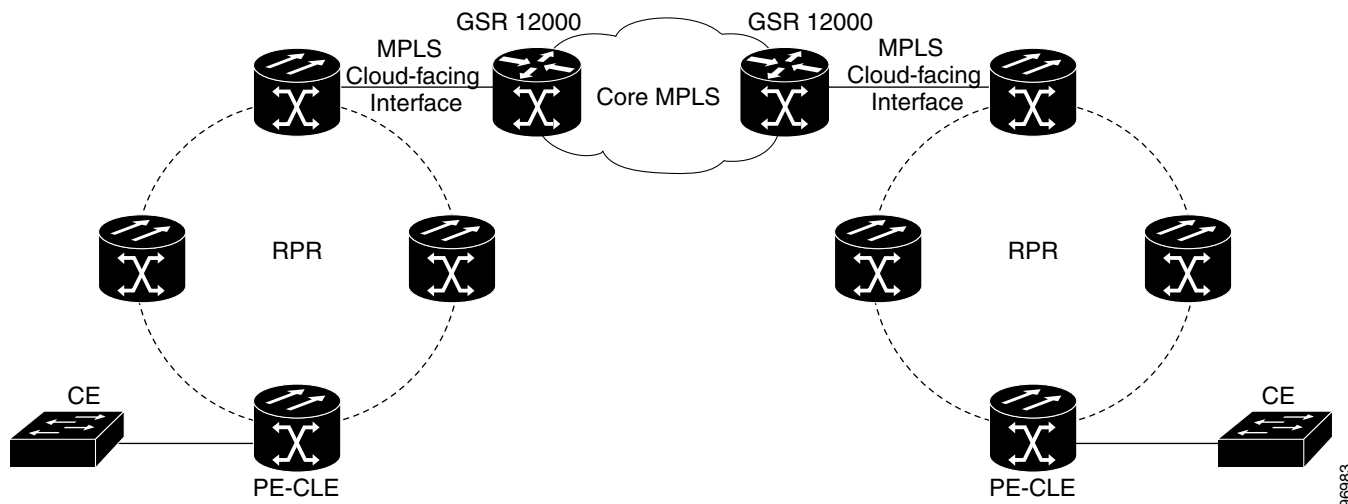 GSR 12000
GSR 12000
MPLS
Cloud-facing
Interface
Core MPLS
MPLS
Cloud-facing
Interface
RPR
RPR
CE
CE
PE-CLE
PE-CLE
96983